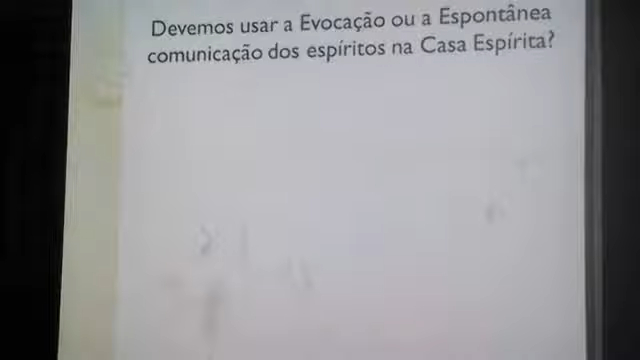 Devemos usar a Evocação ou a Espontânea
comunicação dos espíritos na Casa Espírita?